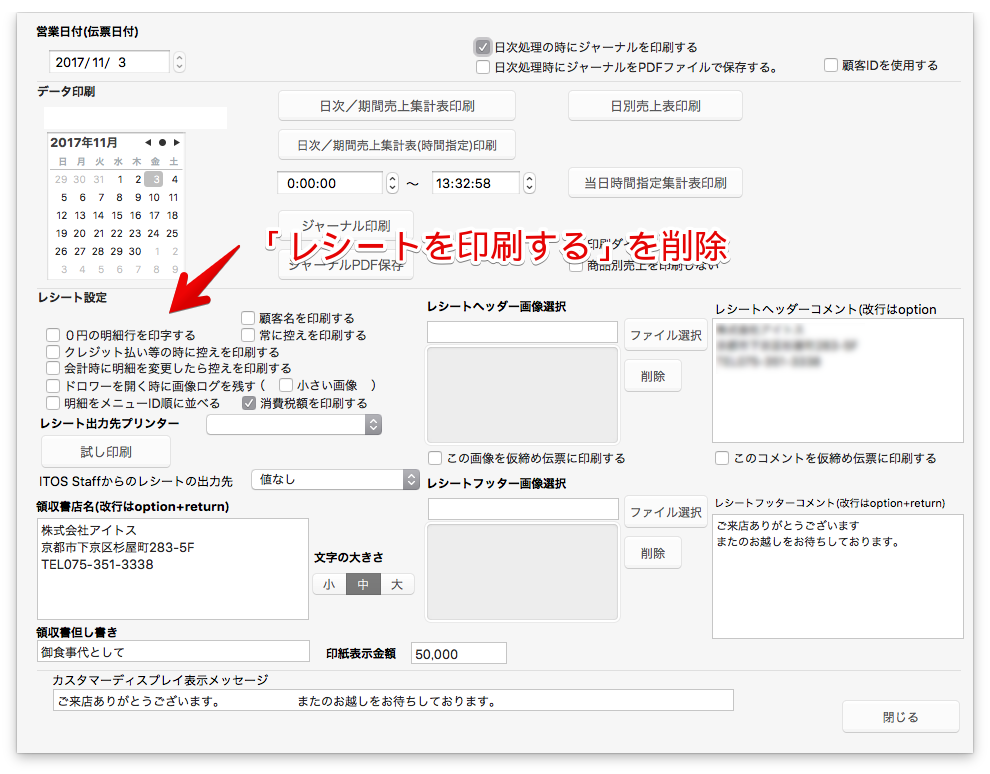 営業日付(伝票日付)
2017/11/ 3
日次処理の時にジャーナルを印刷する
日次処理時にジャーナルをPDFファイルで保存する。
顧客IDを使用する
データ印刷
日次／期間売上集計表印刷
日別売上表印刷
2017年11月
日 月 火 水 木 金 土
29 30 31 1 2 3 4
5 6 7 8 9 10 11
12 13 14 15 16 17 18
19 20 21 22 23 24 25
26 27 28 29 30 1 2
3 4 5 6 7 8 9
日次／期間売上集計表(時間指定)印刷
0:00:00 〜 13:32:58
当日時間指定集計表印刷
ジャーナル印刷
「レシートを印刷する」を削除
ジャーナルPDF保存
商品別売上を印刷しない
レシート設定
顧客名を印刷する
０円の明細行を印字する
常に控えを印刷する
クレジット払い等の時に控えを印刷する
会計時に明細を変更したら控えを印刷する
ドロワーを開く時に画像ログを残す ( 小さい画像 )
明細をメニューID順に並べる
消費税額を印刷する
レシート出力先プリンター
試し印刷
ITOS Staffからのレシートの出力先
値なし
レシートヘッダー画像選択
ファイル選択
削除
この画像を仮締め伝票に印刷する
レシートヘッダーコメント(改行はoption
このコメントを仮締め伝票に印刷する
レシートフッター画像選択
ファイル選択
削除
レシートフッターコメント(改行はoption+return)
ご来店ありがとうございます
またのお越しをお待ちしております。
領収書店名(改行はoption+return)
株式会社アイトス
京都市下京区杉屋町283-5F
TEL075-351-3338
文字の大きさ
小 中 大
領収書但し書き
御食事代として
印紙表示金額
50,000
カスタマーディスプレイ表示メッセージ
ご来店ありがとうございます。 またのお越しをお待ちしております。
閉じる